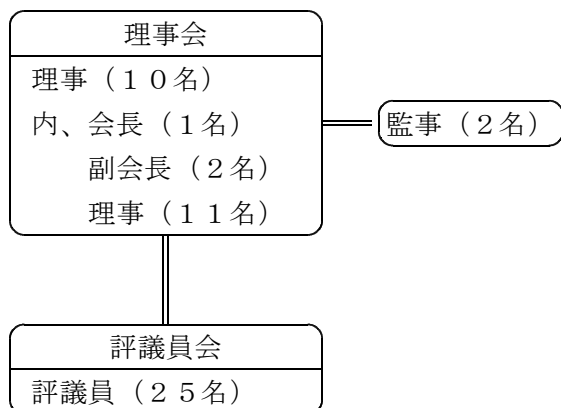 理事会
理事（１０名）
内、会長（１名）
副会長（２名）
理事（１１名）
監事（２名）
評議員会
評議員（２５名）